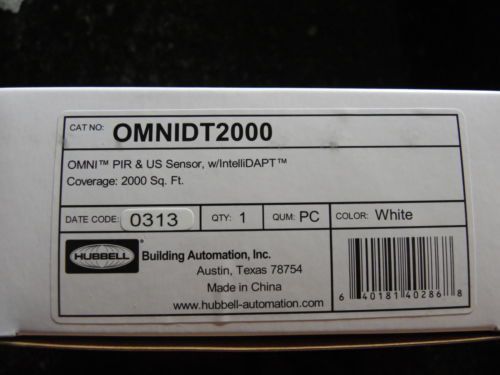 CAT NO: OMNIDT2000
OMNI™ PIR & US Sensor, w/IntelliDAPT™
Coverage: 2000 Sq. Ft.
DATE CODE: 0313 QTY: 1 QUM: PC COLOR: White
HUBBELL Building Automation, Inc.
Austin, Texas 78754
Made in China
www.hubbell-automation.com
6 40181 40286 8